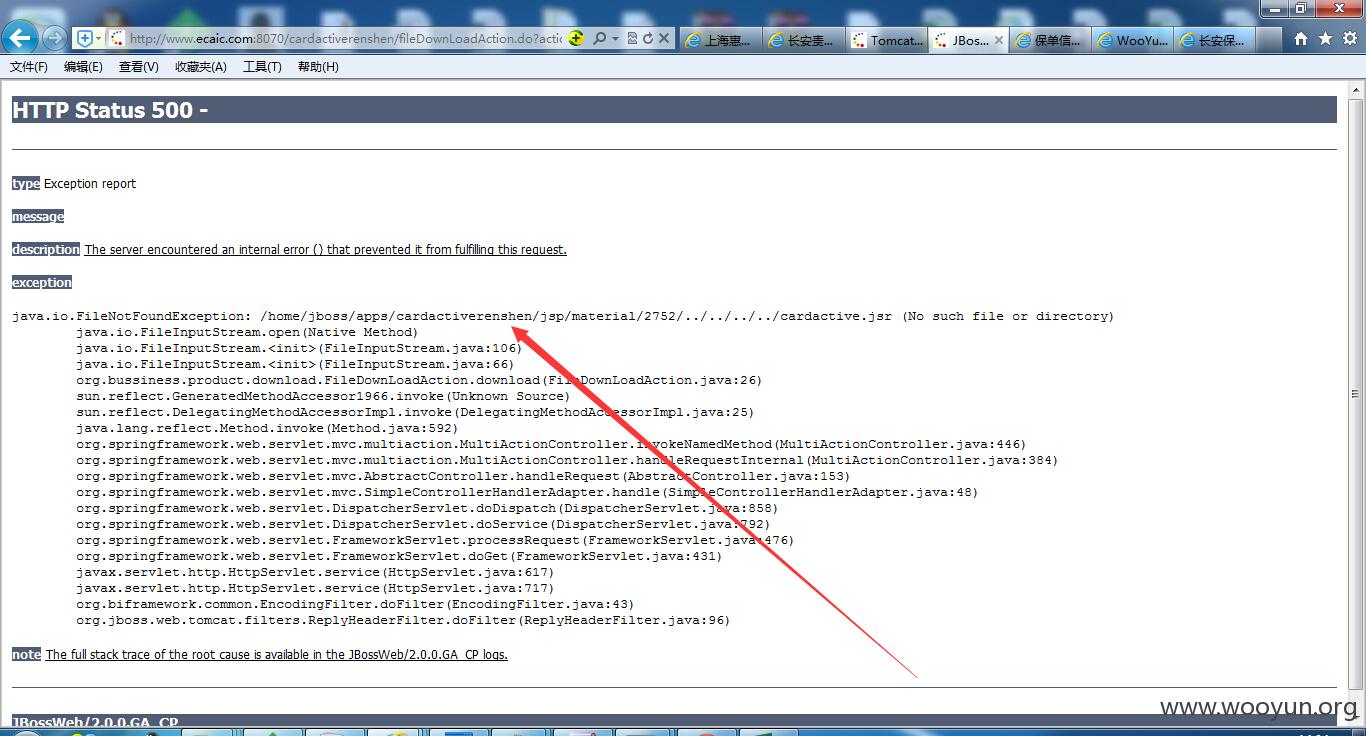 http://www.ecaic.com:8070/cardactiverenshen/fileDownLoadAction.do?actic
上海惠...
长安麦...
Tomcat...
JBos...
保单信...
WooYu...
长安保...
文件(F) 编辑(E) 查看(V) 收藏夹(A) 工具(T) 帮助(H)
HTTP Status 500 -
type Exception report
message
description The server encountered an internal error () that prevented it from fulfilling this request.
exception
java.io.FileNotFoundException: /home/jboss/apps/cardactiverenshen/jsp/material/2752/../../../../cardactive.jsr (No such file or directory)
java.io.FileInputStream.open(Native Method)
java.io.FileInputStream.<init>(FileInputStream.java:106)
java.io.FileInputStream.<init>(FileInputStream.java:66)
org.bussiness.product.download.FileDownLoadAction.download(FileDownLoadAction.java:26)
sun.reflect.GeneratedMethodAccessor1966.invoke(Unknown Source)
sun.reflect.DelegatingMethodAccessorImpl.invoke(DelegatingMethodAccessorImpl.java:25)
java.lang.reflect.Method.invoke(Method.java:592)
org.springframework.web.servlet.mvc.multiaction.MultiActionController.invokeNamedMethod(MultiActionController.java:446)
org.springframework.web.servlet.mvc.multiaction.MultiActionController.handleRequestInternal(MultiActionController.java:384)
org.springframework.web.servlet.mvc.AbstractController.handleRequest(AbstractController.java:153)
org.springframework.web.servlet.mvc.SimpleControllerHandlerAdapter.handle(SimpleControllerHandlerAdapter.java:48)
org.springframework.web.servlet.DispatcherServlet.doDispatch(DispatcherServlet.java:858)
org.springframework.web.servlet.DispatcherServlet.doService(DispatcherServlet.java:792)
org.springframework.web.servlet.FrameworkServlet.processRequest(FrameworkServlet.java:476)
org.springframework.web.servlet.FrameworkServlet.doGet(FrameworkServlet.java:431)
javax.servlet.http.HttpServlet.service(HttpServlet.java:617)
javax.servlet.http.HttpServlet.service(HttpServlet.java:717)
org.biframework.common.EncodingFilter.doFilter(EncodingFilter.java:43)
org.jboss.web.tomcat.filters.ReplyHeaderFilter.doFilter(ReplyHeaderFilter.java:96)
note The full stack trace of the root cause is available in the JBossWeb/2.0.0.GA_CP logs.
JBossWeb/2.0.0.GA_CP
www.wooyun.org